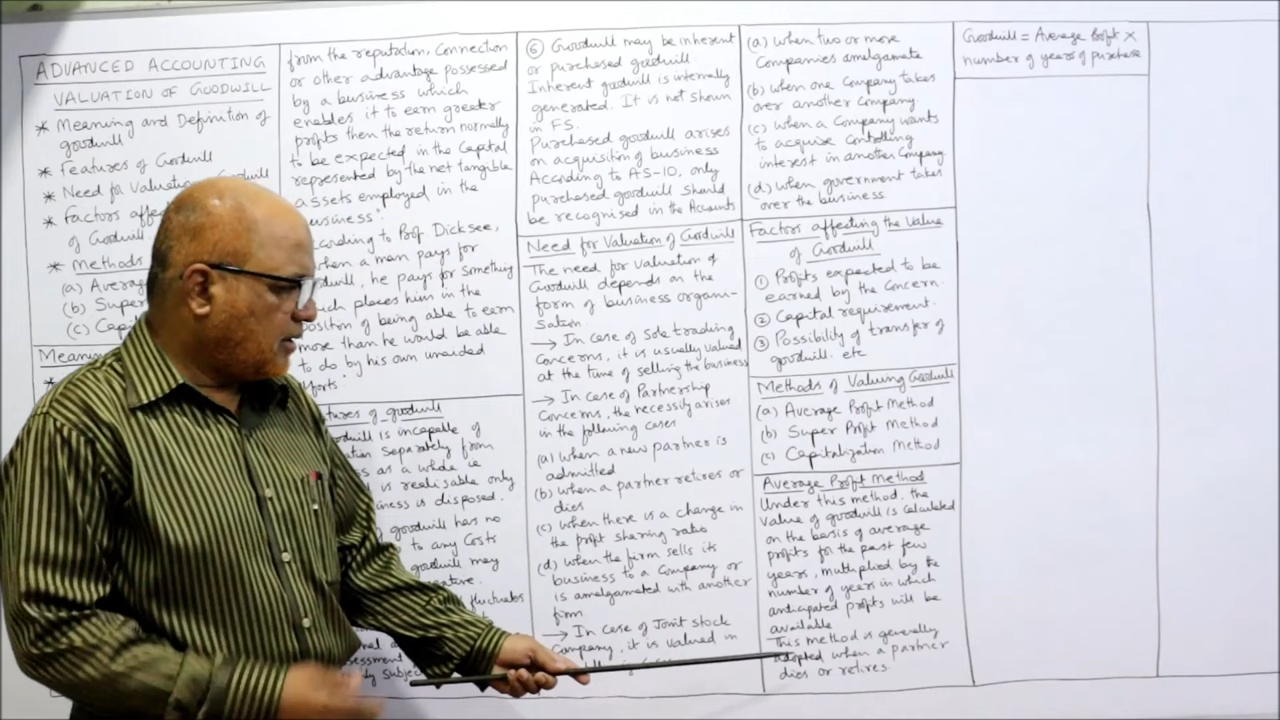 ADVANCED ACCOUNTING
VALUATION OF GOODWILL
* Meaning and Definition of
goodwill
* Features of Goodwill
* Need for Valuation Goodwill
* Factors affe
of Goodwill
* Methods
(a) Averag
(b) Super
(c) Cap
Meaning
*
from the reputation, Connection
or other advantage possessed
by a business which
enables it to earn greater
profits then the return normally
to be expected in the Capital
represented by the net tangible
assets employed in the
usiness".
ccording to Prof Dicksee,
when a man pays for
dwill, he pays for something
which places him in the
position of being able to earn
more than he would be able
to do by his own unaided
forts."
tures of goodwill
odwill is incapable of
ation separately from
ss as a whole ie
is realisable only
iness is disposed.
goodwill has no
to any Costs
goodwill may
egative.
fluctuates
ssessment
ly subjec
⑥ Goodwill may be inherent
or purchased goodwill.
Inherent goodwill is internally
generated. It is not shown
in FS.
Purchased goodwill arises
on acquisition of business
According to AS-10, only
purchased goodwill should
be recognised in the Accounts
Need for Valuation of Goodwill
The need for valuation of
Goodwill depends on the
form of business organi-
sation
→ In case of Sole trading
Concerns, it is usually valued
at the time of selling the business
→ In case of Partnership
Concerns, the necessity arises
in the following cases
(a) when a new partner is
admitted
(b) when a partner retires or
dies
(c) when there is a change in
the profit sharing ratio
(d) when the firm sells its
business to a Company or
is amalgamated with another
firm.
→ In case of Joint stock
Company, it is valued in
(a) when two or more
Companies amalgamate
(b) when one Company takes
over another Company
(c) when a Company wants
to acquire Controlling
interest in another Company
(d) when government takes
over the business
Factors affecting the Value
of Goodwill
① Profits expected to be
earned by the Concern.
② Capital requirement.
③ Possibility of transfer of
goodwill. etc
Methods of Valuing Goodwill
(a) Average Profit Method
(b) Super Profit Method
(c) Capitalization Method
Average Profit Method
Under this method, the
value of goodwill is Calculated
on the basis of average
profits for the past few
years, multiplied by the
number of years in which
anticipated profits will be
available
This method is generally
adopted when a partner
dies or retires.
Goodwill = Average Profit ×
number of years of purchase